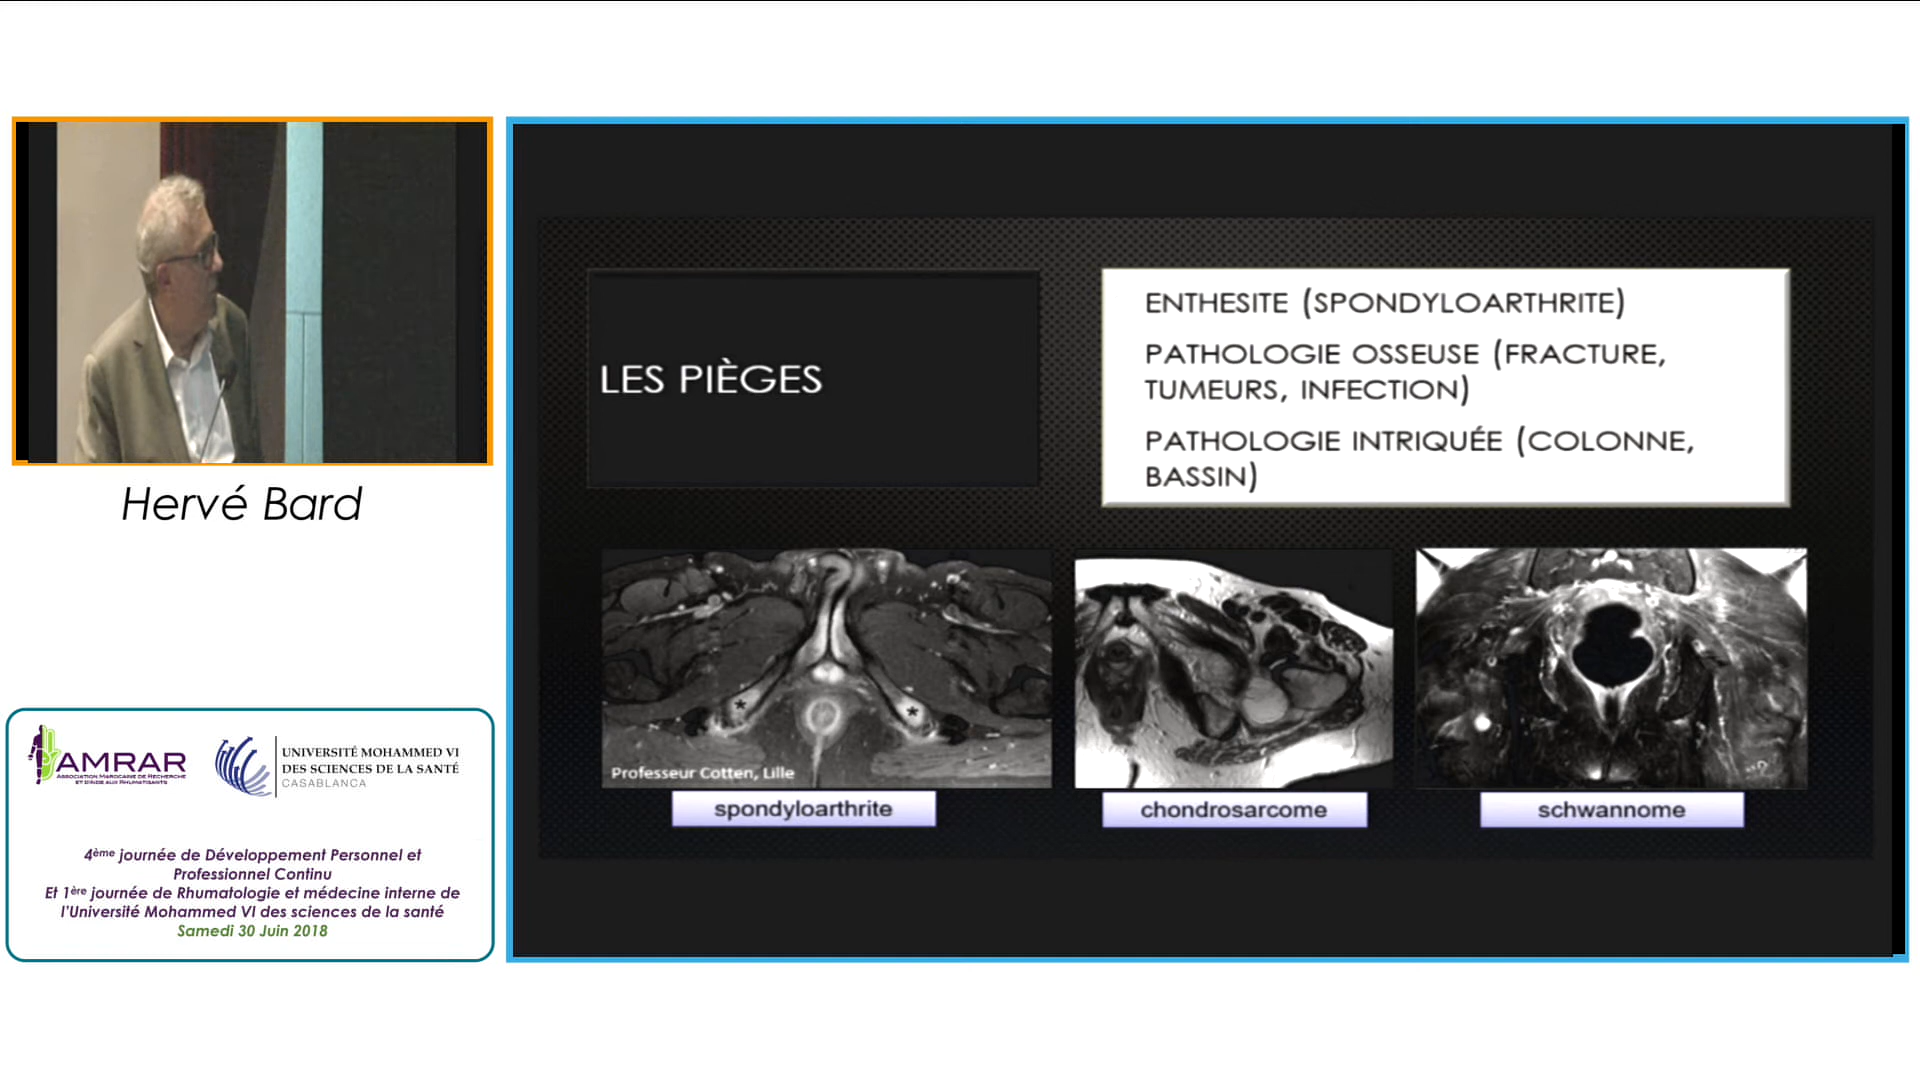 Hervé Bard
AMRAR
ASSOCIATION MAROCAINE DE RECHERCHE
ET D'AIDE AUX RHUMATISANTS
UNIVERSITÉ MOHAMMED VI
DES SCIENCES DE LA SANTÉ
CASABLANCA
4ème journée de Développement Personnel et
Professionnel Continu
Et 1ère journée de Rhumatologie et médecine interne de
l'Université Mohammed VI des sciences de la santé
Samedi 30 Juin 2018
LES PIÈGES
ENTHESITE (SPONDYLOARTHRITE)
PATHOLOGIE OSSEUSE (FRACTURE,
TUMEURS, INFECTION)
PATHOLOGIE INTRIQUÉE (COLONNE,
BASSIN)
* *
Professeur Cotten, Lille
spondyloarthrite
chondrosarcome
schwannome